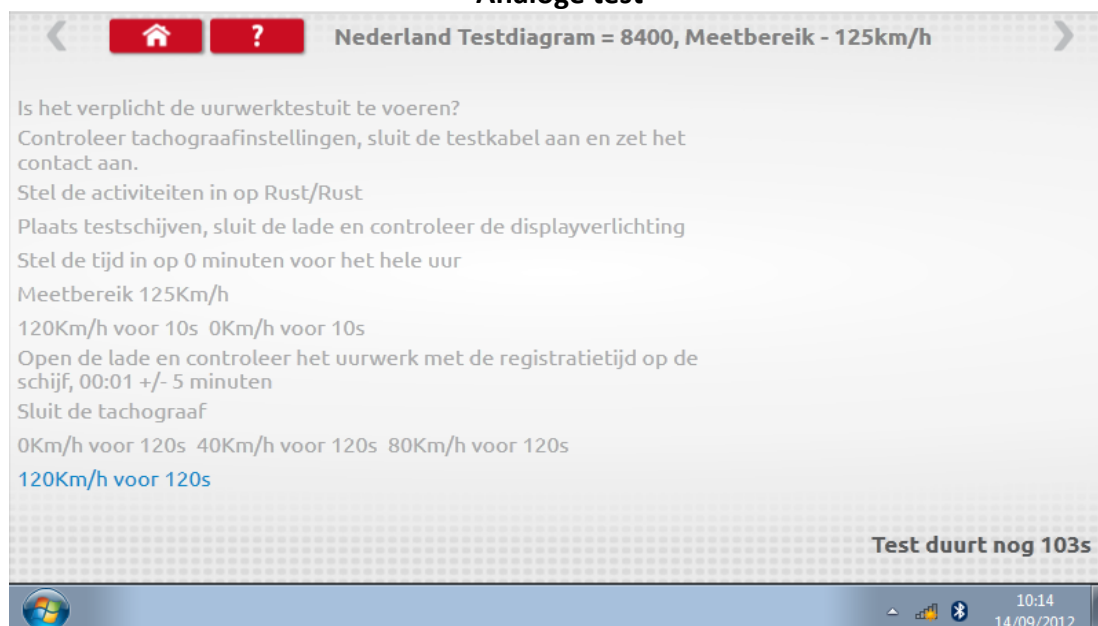 Analoge test
? Nederland Testdiagram = 8400, Meetbereik - 125km/h
Is het verplicht de uurwerktestuit te voeren?
Controleer tachograafinstellingen, sluit de testkabel aan en zet het
contact aan.
Stel de activiteiten in op Rust/Rust
Plaats testschijven, sluit de lade en controleer de displayverlichting
Stel de tijd in op 0 minuten voor het hele uur
Meetbereik 125Km/h
120Km/h voor 10s 0Km/h voor 10s
Open de lade en controleer het uurwerk met de registratietijd op de
schijf, 00:01 +/- 5 minuten
Sluit de tachograaf
0Km/h voor 120s 40Km/h voor 120s 80Km/h voor 120s
120Km/h voor 120s
Test duurt nog 103s
10:14
14/09/2012